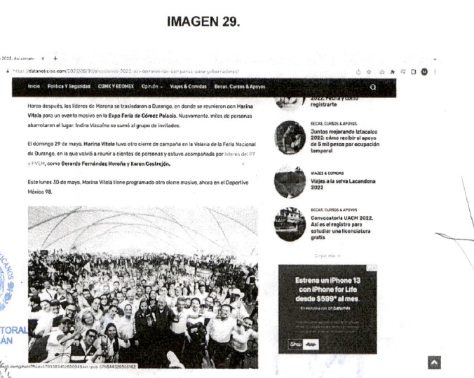 IMAGEN 29.
Inicio Política Y Seguridad CDMX Y EDOMEX Opinión Viajes & Comidas Becas, Cursos & Apoyos
Horas después, los líderes de Morena se trasladaron a Durango, en donde se reunieron con Marina
Vitela para un evento masivo en la Expo Feria de Gómez Palacio. Nuevamente, miles de personas
abarrotaron el lugar. Indira Vizcaíno se sumó al grupo de invitados.
El domingo 29 de mayo, Marina Vitela tuvo otro cierre de campaña en la Velaria de la Feria Nacional
de Durango, en la que volvió a reunir a cientos de personas y estuvo acompañada por líderes del PT
y PVEM, como Gerardo Fernández Noroña y Karen Castrejón.
Este lunes 30 de mayo, Marina Vitela tiene programado otro cierre masivo, ahora en el Deportivo
México 98.
2022: Fecha y cómo
registrarte
BECAS, CURSOS & APOYOS
Juntos mejorando Iztacalco
2022: cómo recibir el apoyo
de 5 mil pesos por ocupación
temporal
VIAJES & COMIDAS
Viajes a la selva Lacandona
2022
BECAS, CURSOS & APOYOS
Convocatoria UACM 2022.
Así es el registro para
estudiar una licenciatura
gratis
Cargar más
Estrena un iPhone 13
con iPhone for Life
desde $599* al mes.
TORAL
ÁN